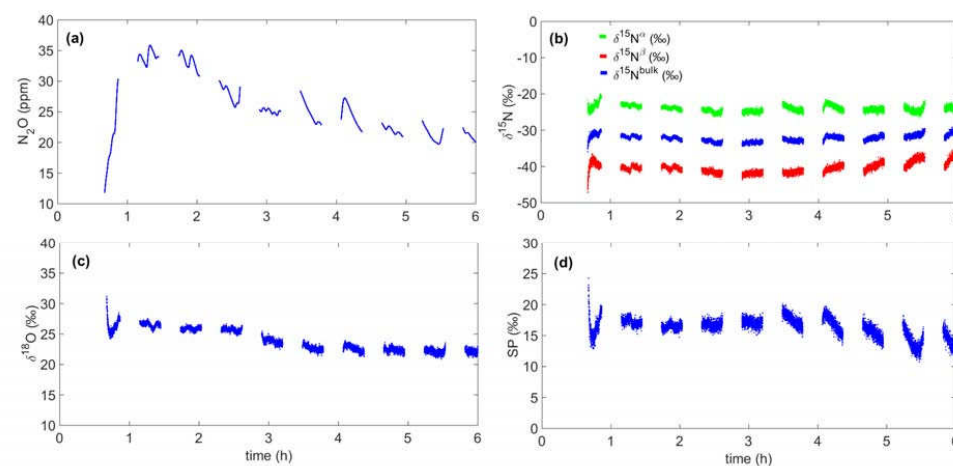 (a)
N₂O (ppm)
40
35
30
25
20
15
10
0 1 2 3 4 5 6
(b)
δ¹⁵Nᵅ (‰)
δ¹⁵Nᵝ (‰)
δ¹⁵Nᵇᵘˡᵏ (‰)
δ¹⁵N (‰)
0
-10
-20
-30
-40
-50
0 1 2 3 4 5
(c)
δ¹⁸O (‰)
40
35
30
25
20
15
10
0 1 2 3 4 5 6
time (h)
(d)
SP (‰)
30
25
20
15
10
5
0
0 1 2 3 4 5
time (h)